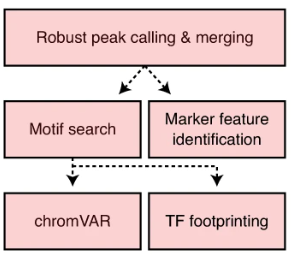 Robust peak calling & merging
Motif search
Marker feature
identification
chromVAR
TF footprinting